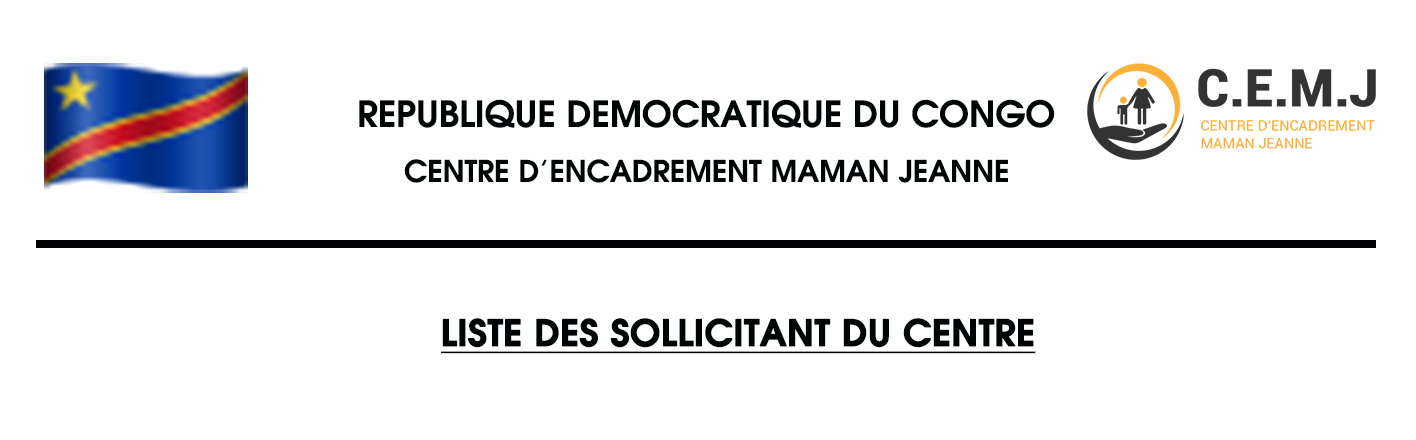 REPUBLIQUE DEMOCRATIQUE DU CONGO
CENTRE D'ENCADREMENT MAMAN JEANNE
C.E.M.J
CENTRE D'ENCADREMENT
MAMAN JEANNE
LISTE DES SOLLICITANT DU CENTRE